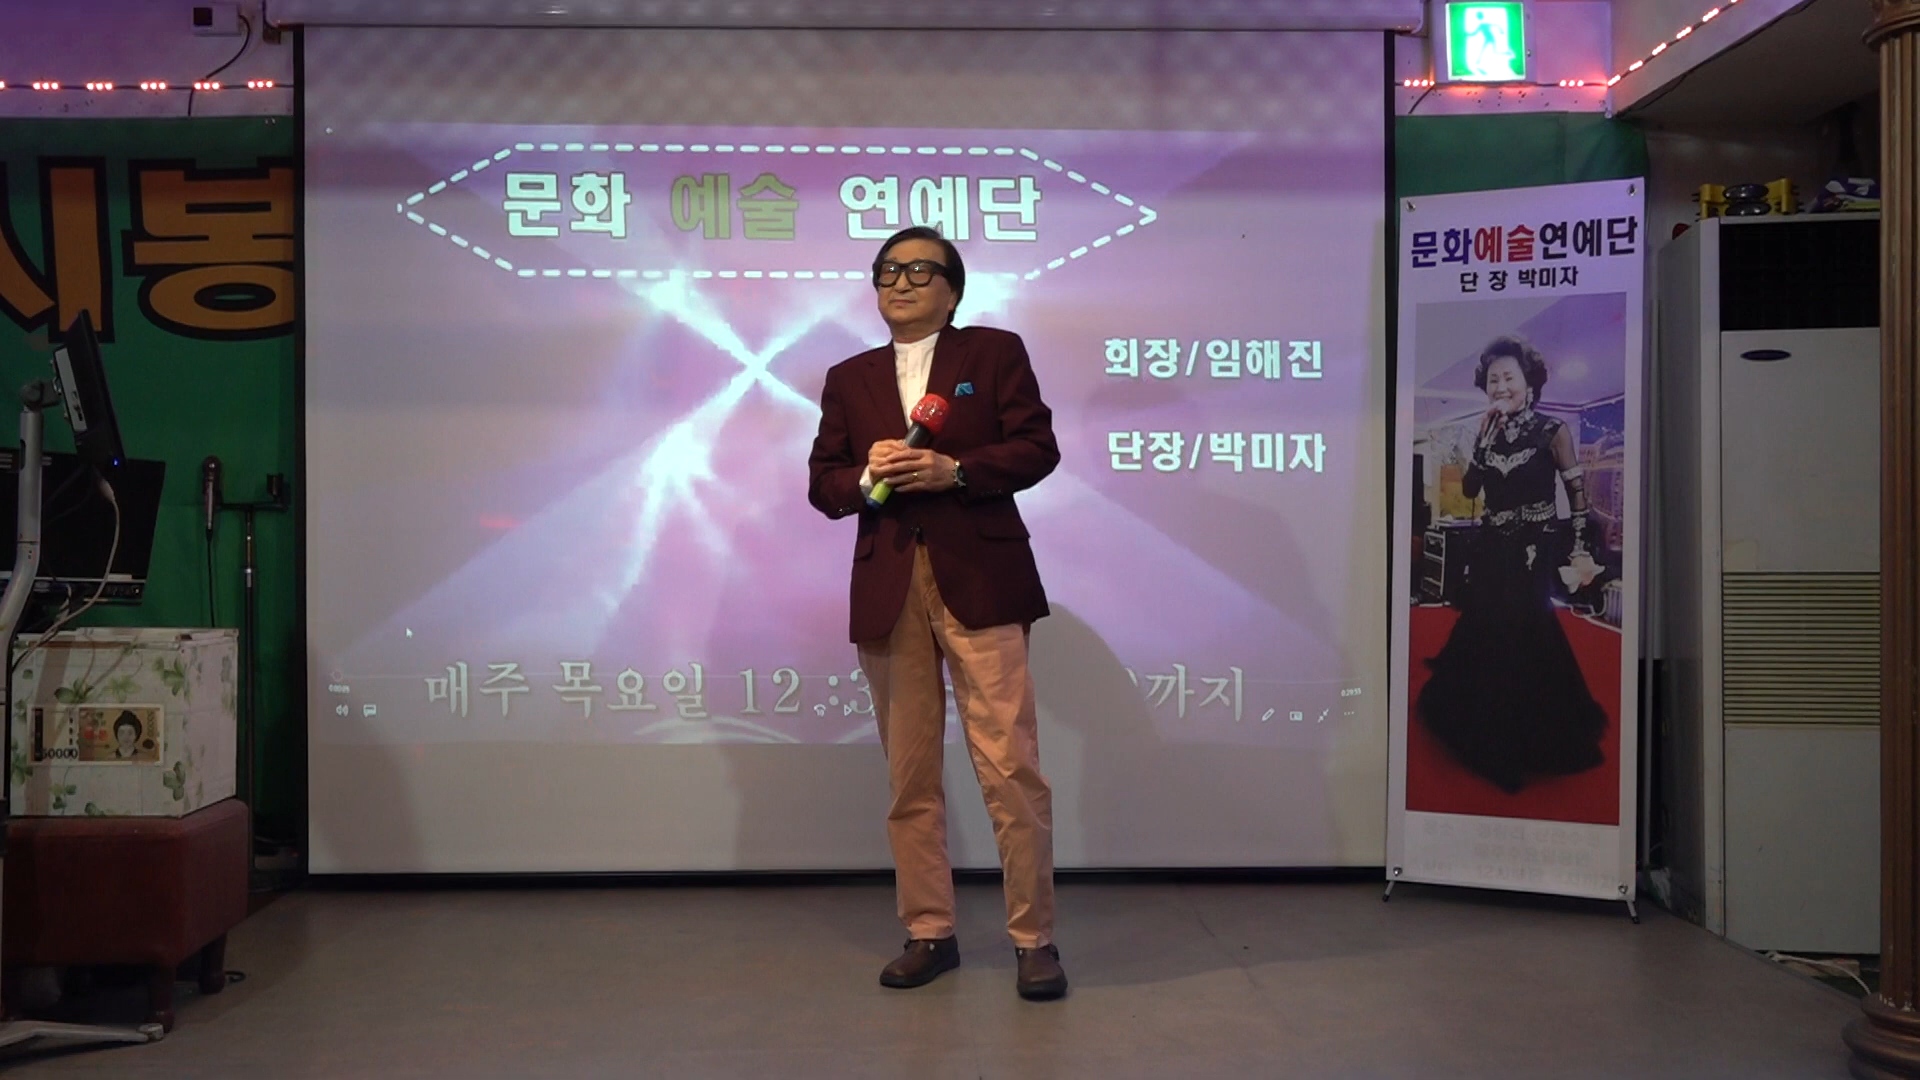 문화 예술 연예단
회장/임해진
단장/박미자
매주 목요일 12:3
까지
시봉
문화예술연예단
단 장 박미자
50000